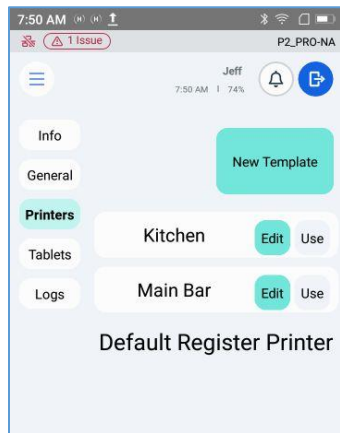 7:50 AM
1 Issue
P2_PRO-NA
Jeff
7:50 AM | 74%
Info
General
Printers
Tablets
Logs
New Template
Kitchen
Edit
Use
Main Bar
Edit
Use
Default Register Printer